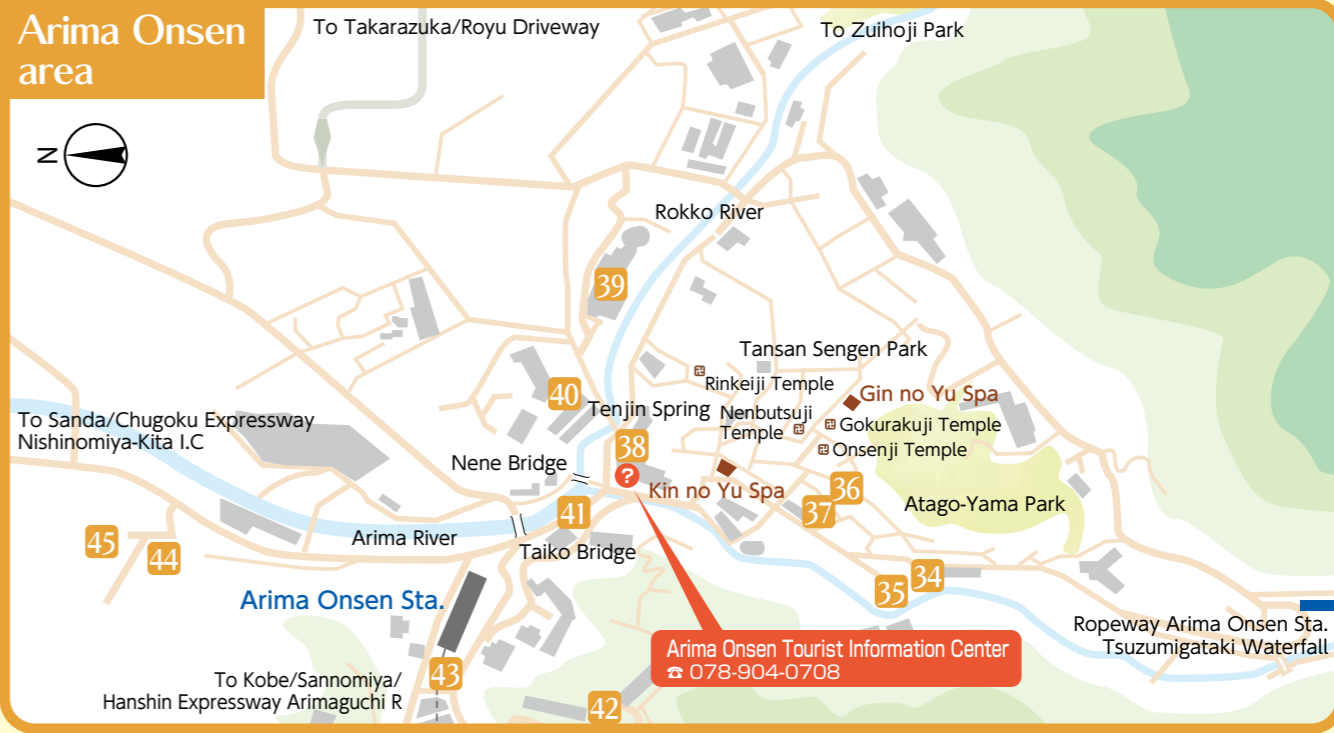 Arima Onsen
area
To Takarazuka/Royu Driveway
To Zuihoji Park
N
Rokko River
39
Tansan Sengen Park
Rinkeiji Temple
Gin no Yu Spa
40
Tenjin Spring
Nenbutsuji
Temple
Gokurakuji Temple
To Sanda/Chugoku Expressway
Nishinomiya-Kita I.C
38
Onsenji Temple
Nene Bridge
?
Kin no Yu Spa
36
37
Atago-Yama Park
41
45
44
Arima River
Taiko Bridge
34
35
Arima Onsen Sta.
Ropeway Arima Onsen Sta.
Tsuzumigataki Waterfall
Arima Onsen Tourist Information Center
☎ 078-904-0708
43
To Kobe/Sannomiya/
Hanshin Expressway Arimaguchi R
42